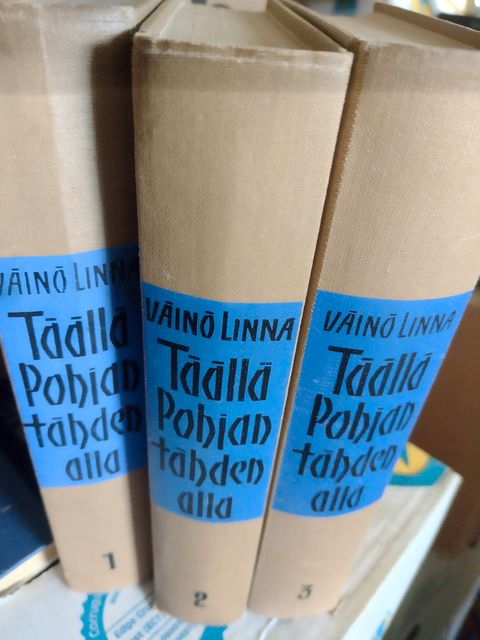 VÄINÖ LINNA
Täällä
Pohjan
tähden
alla
1
VÄINÖ LINNA
Täällä
Pohjan
tähden
alla
2
VÄINÖ LINNA
Täällä
Pohjan
tähden
alla
3